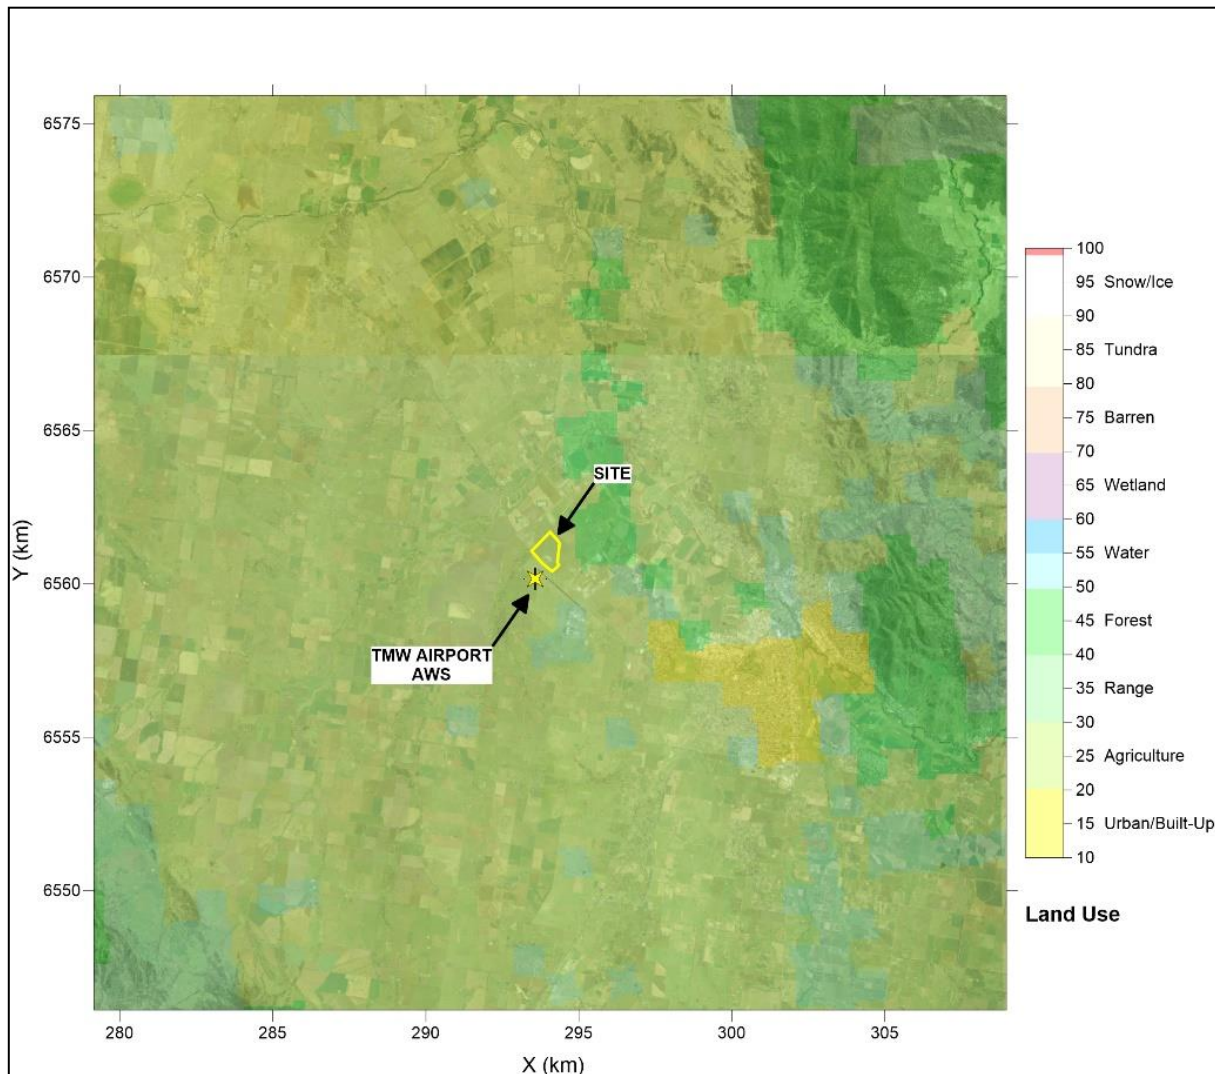 6575
6570
6565
6560
6555
6550
Y (km)
SITE
TMW AIRPORT
AWS
280
285
290
295
300
305
X (km)
100
95 Snow/Ice
90
85 Tundra
80
75 Barren
70
65 Wetland
60
55 Water
50
45 Forest
40
35 Range
30
25 Agriculture
20
15 Urban/Built-Up
10
Land Use